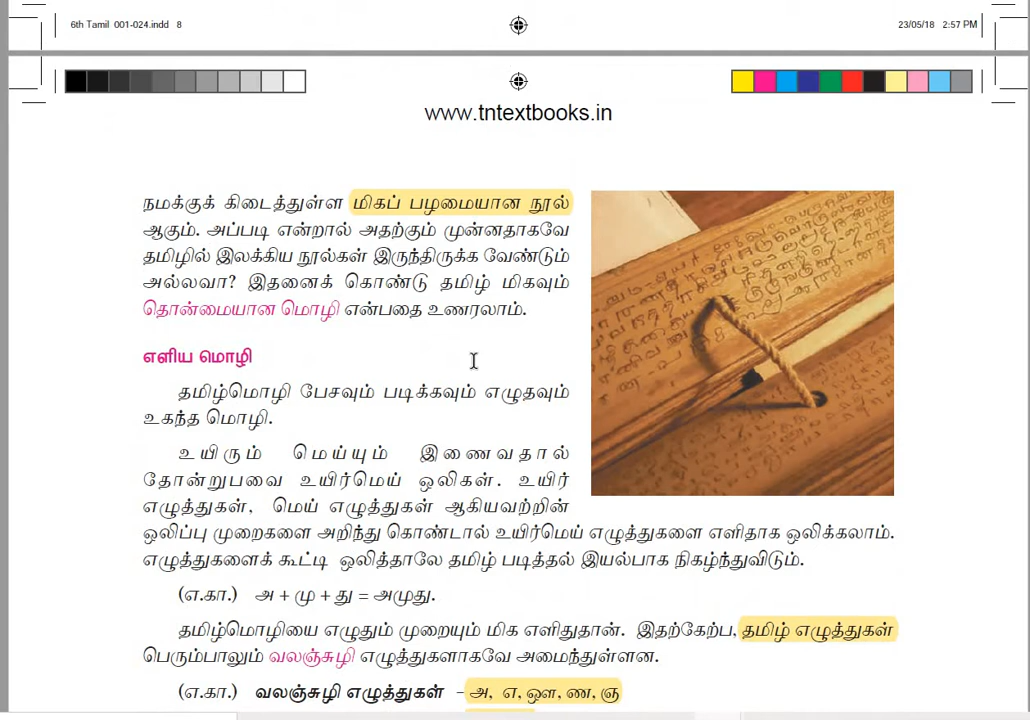 6th Tamil 001-024.indd 8
23/05/18 2:57 PM
www.tntextbooks.in
நமக்குக் கிடைத்துள்ள மிகப் பழமையான நூல்
ஆகும். அப்படி என்றால் அதற்கும் முன்னதாகவே
தமிழில் இலக்கிய நூல்கள் இருந்திருக்க வேண்டும்
அல்லவா? இதனைக் கொண்டு தமிழ் மிகவும்
தொன்மையான மொழி என்பதை உணரலாம்.
எளிய மொழி
தமிழ்மொழி பேசவும் படிக்கவும் எழுதவும்
உகந்த மொழி.
உயிரும் மெய்யும் இணைவதால்
தோன்றுபவை உயிர்மெய் ஒலிகள். உயிர்
எழுத்துகள், மெய் எழுத்துகள் ஆகியவற்றின்
ஒலிப்பு முறைகளை அறிந்து கொண்டால் உயிர்மெய் எழுத்துகளை எளிதாக ஒலிக்கலாம்.
எழுத்துகளைக் கூட்டி ஒலித்தாலே தமிழ் படித்தல் இயல்பாக நிகழ்ந்துவிடும்.
(எ.கா.) அ + மு + து = அமுது.
தமிழ்மொழியை எழுதும் முறையும் மிக எளிதுதான். இதற்கேற்ப, தமிழ் எழுத்துகள்
பெரும்பாலும் வலஞ்சுழி எழுத்துகளாகவே அமைந்துள்ளன.
(எ.கா.) வலஞ்சுழி எழுத்துகள் – அ, எ, ஔ, ண, ஞ